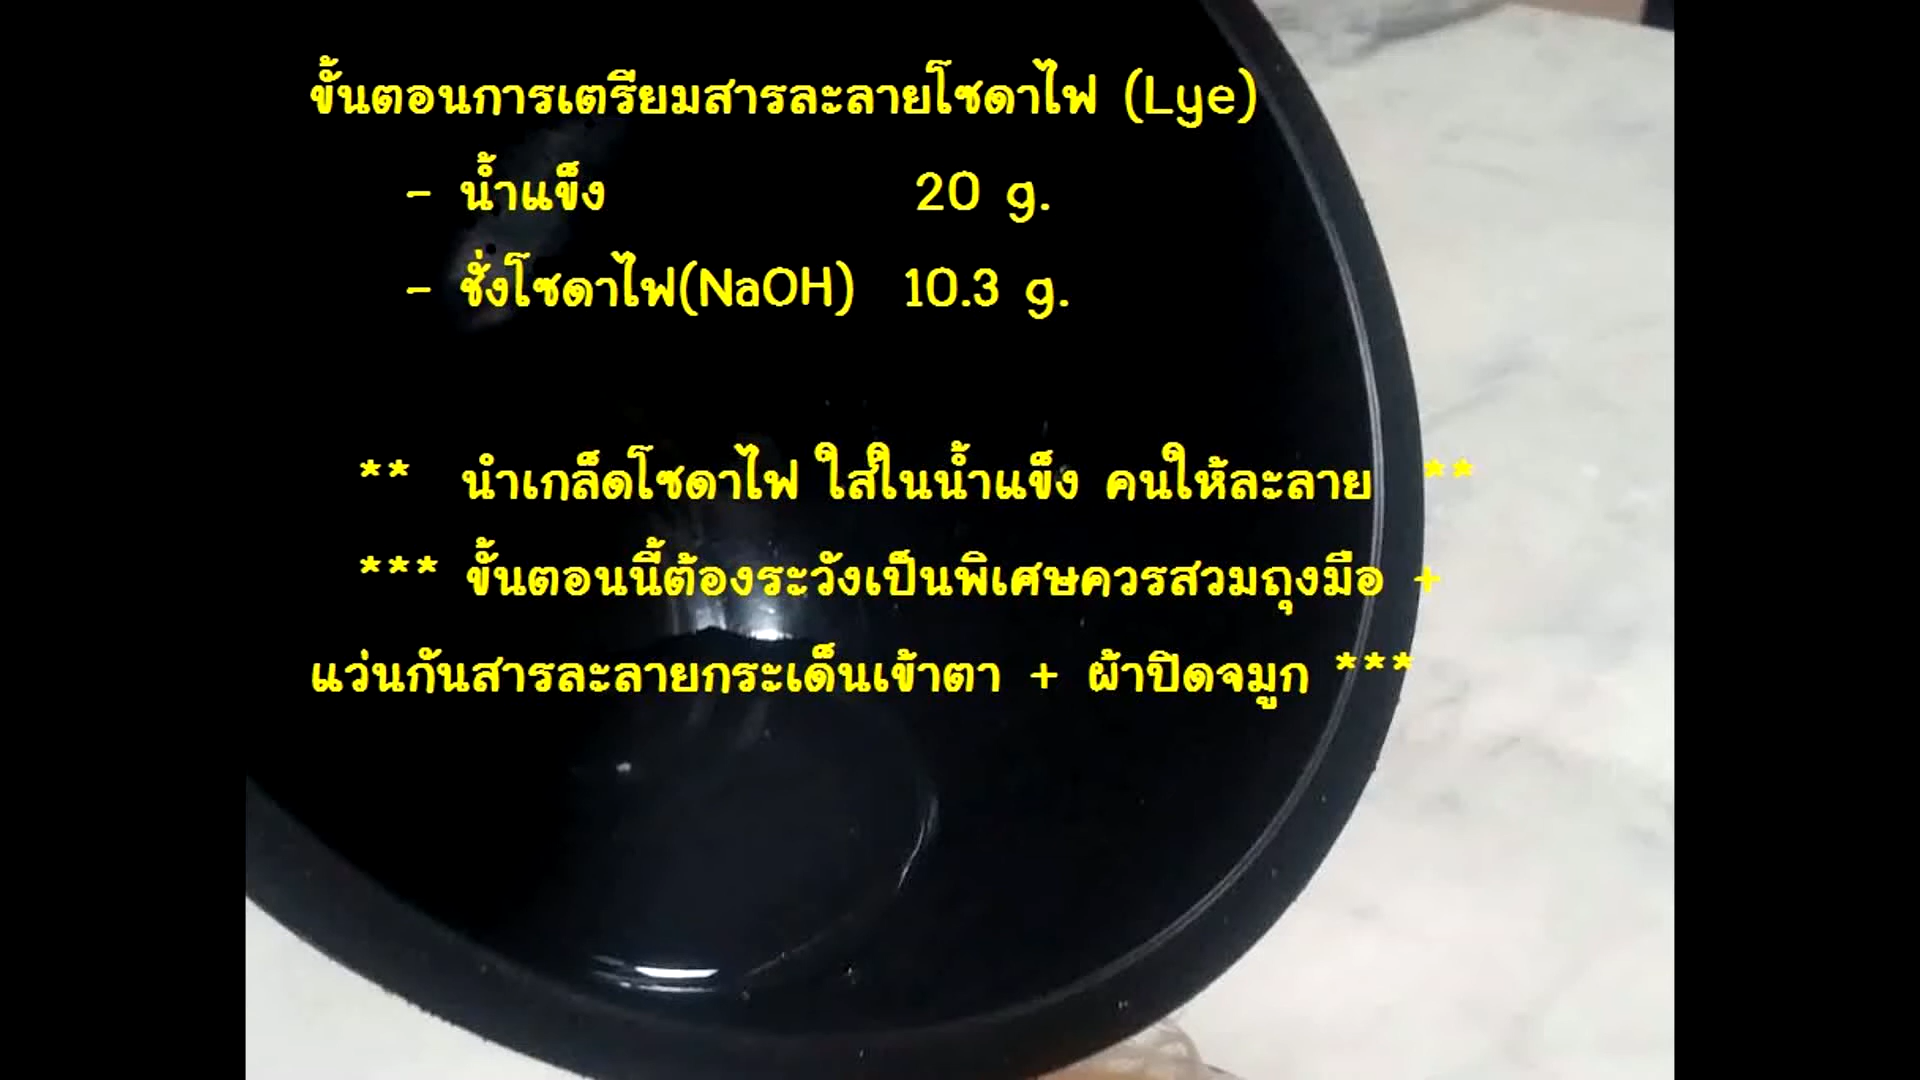 ขั้นตอนการเตรียมสารละลายโซดาไฟ (Lye)
- น้ำแข็ง 20 g.
- ชั่งโซดาไฟ(NaOH) 10.3 g.
** นำเกล็ดโซดาไฟ ใส่ในน้ำแข็ง คนให้ละลาย **
*** ขั้นตอนนี้ต้องระวังเป็นพิเศษควรสวมถุงมือ +
แว่นกันสารละลายกระเด็นเข้าตา + ผ้าปิดจมูก ***